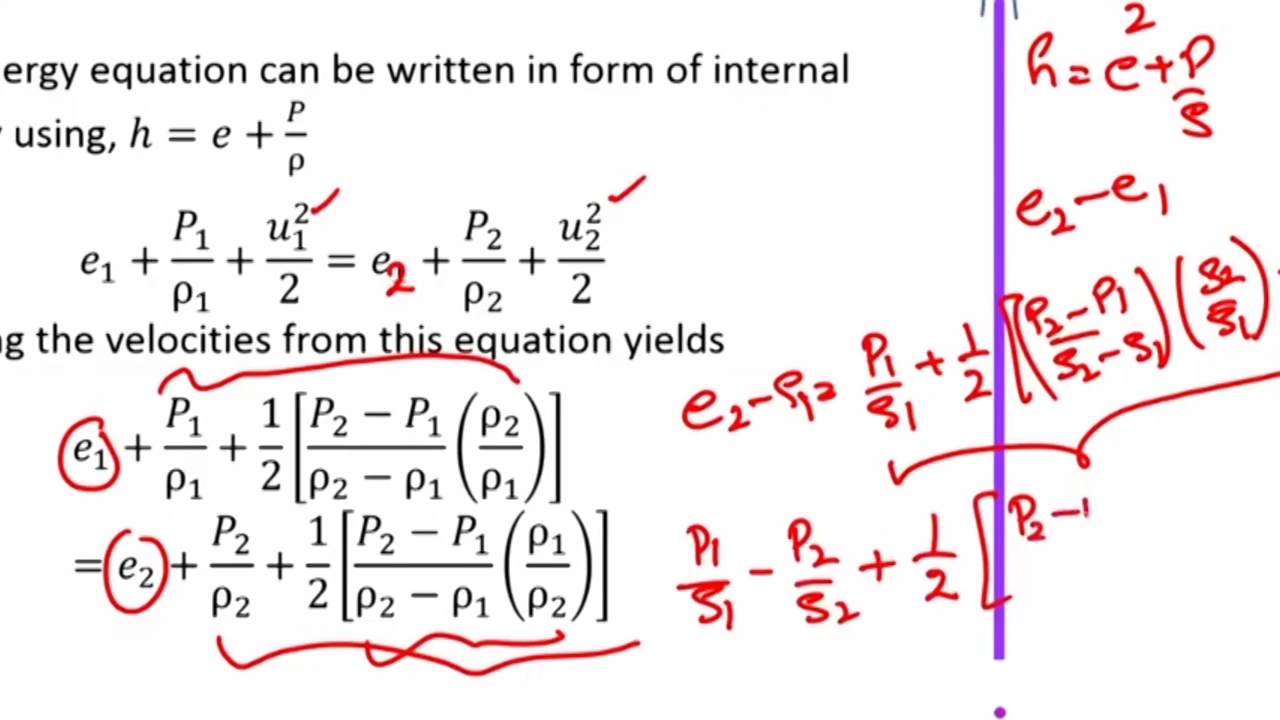 ergy equation can be written in form of internal
using, h = e + P/ρ
e₁ + P₁/ρ₁ + u₁²/2 = e₂ + P₂/ρ₂ + u₂²/2
g the velocities from this equation yields
e₁ + P₁/ρ₁ + 1/2 [P₂ − P₁/ρ₂ − ρ₁ (ρ₂/ρ₁)]
= e₂ + P₂/ρ₂ + 1/2 [P₂ − P₁/ρ₂ − ρ₁ (ρ₁/ρ₂)]
2
h = e + P/ρ
e₂ − e₁
e₂ − e₁ = P₁/ρ₁ + 1/2 [(P₂ − P₁/ρ₂ − ρ₁)(ρ₂/ρ₁)
P₁/ρ₁ − P₂/ρ₂ + 1/2 [P₂ −